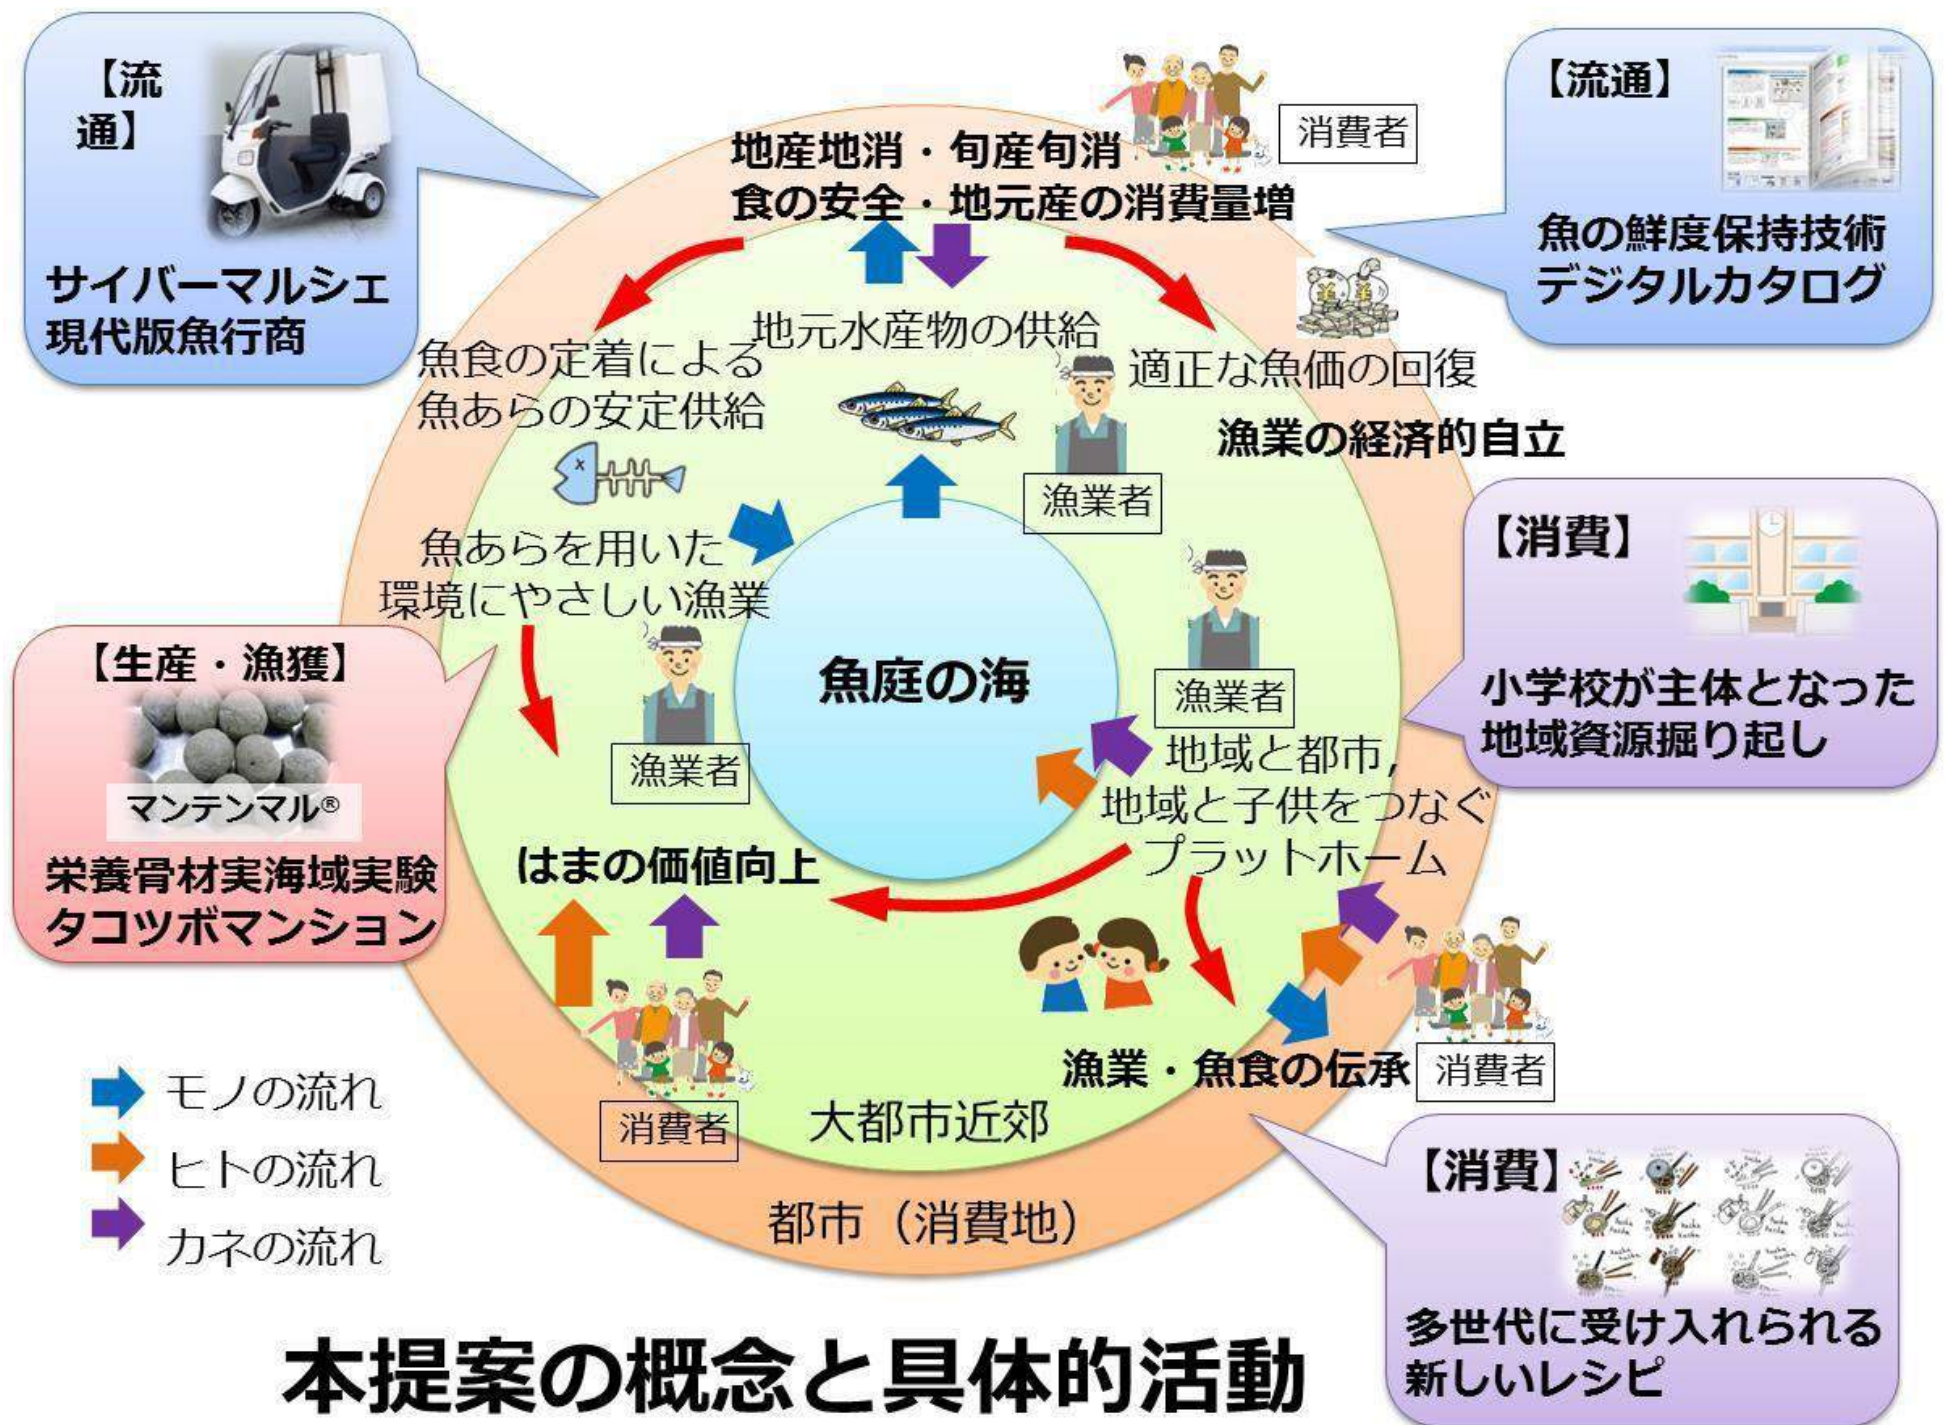 【流
通】
サイバーマルシェ
現代版魚行商
地産地消・旬産旬消
食の安全・地元産の消費量増
消費者
【流通】
魚の鮮度保持技術
デジタルカタログ
魚食の定着による
魚あらの安定供給
地元水産物の供給
漁業者
適正な魚価の回復
漁業の経済的自立
魚あらを用いた
環境にやさしい漁業
漁業者
魚庭の海
漁業者
【消費】
小学校が主体となった
地域資源掘り起し
【生産・漁獲】
マンテンマル®
栄養骨材実海域実験
タコツボマンション
地域と都市,
地域と子供をつなぐ
プラットホーム
はまの価値向上
消費者
漁業・魚食の伝承
消費者
大都市近郊
都市（消費地）
モノの流れ
ヒトの流れ
カネの流れ
【消費】
多世代に受け入れられる
新しいレシピ
本提案の概念と具体的活動